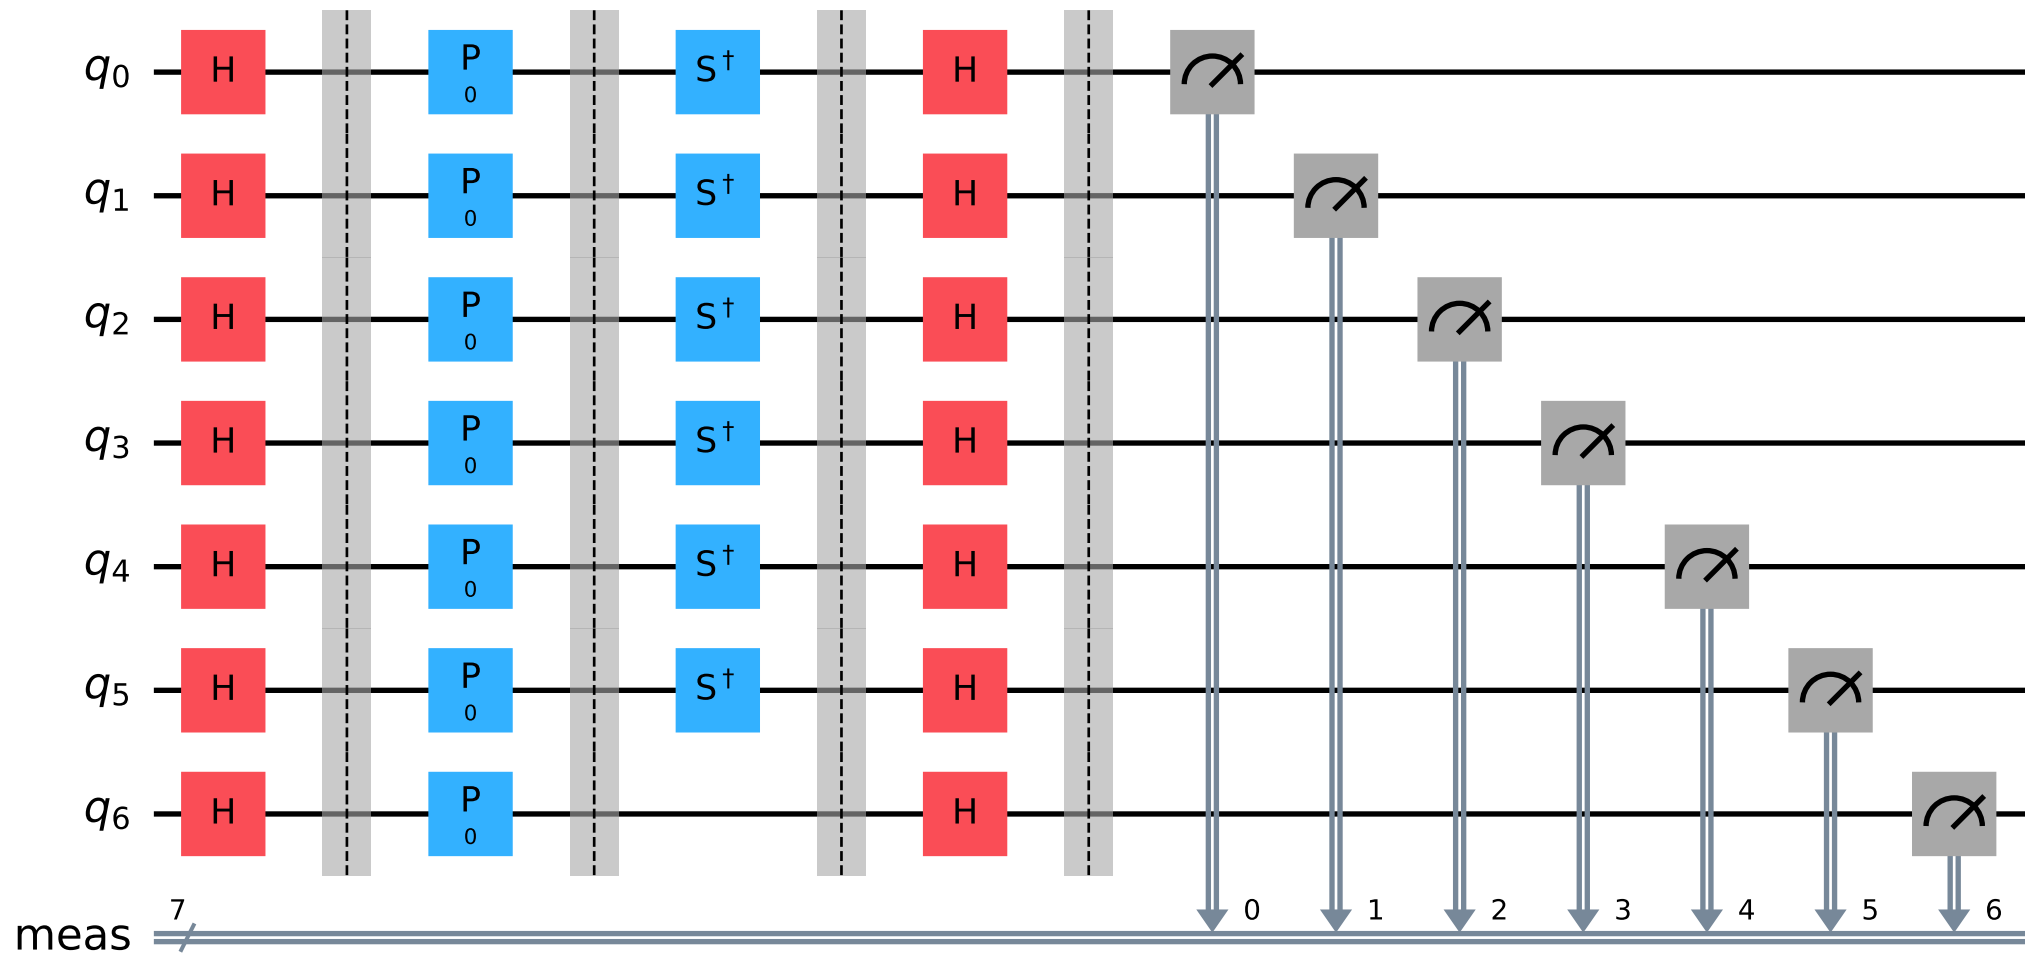 q0 H P 0 S† H
q1 H P 0 S† H
q2 H P 0 S† H
q3 H P 0 S† H
q4 H P 0 S† H
q5 H P 0 S† H
q6 H P 0 H
7 0 1 2 3 4 5 6
meas